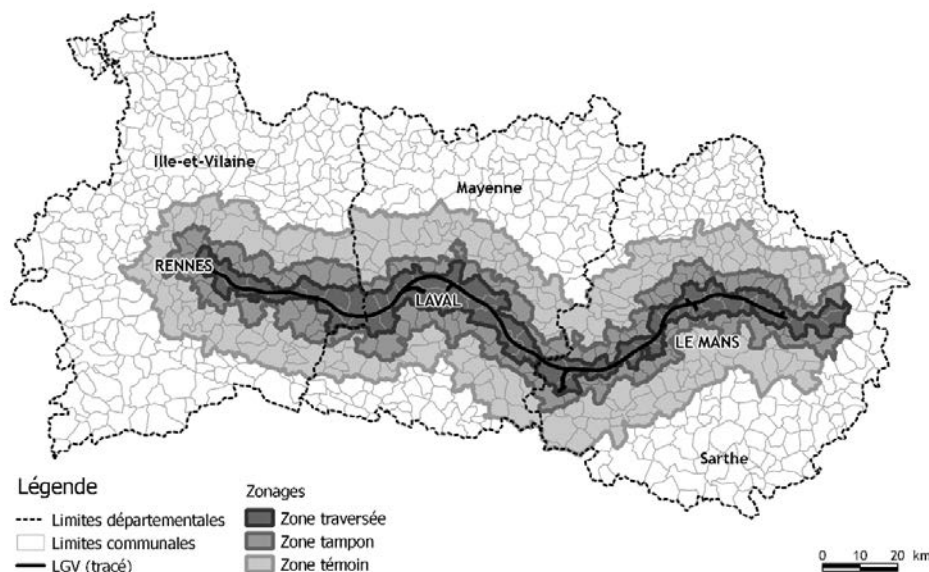 Ille-et-Vilaine
Mayenne
RENNES
LAVAL
LE MANS
Sarthe
Légende
Limites départementales
Limites communales
LGV (tracé)
Zonages
Zone traversée
Zone tampon
Zone témoin
0 10 20 km